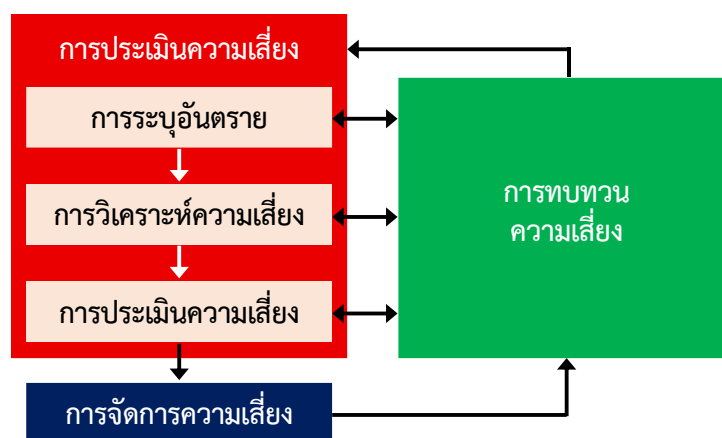 การประเมินความเสี่ยง
การระบุอันตราย
การวิเคราะห์ความเสี่ยง
การประเมินความเสี่ยง
การจัดการความเสี่ยง
การทบทวน
ความเสี่ยง